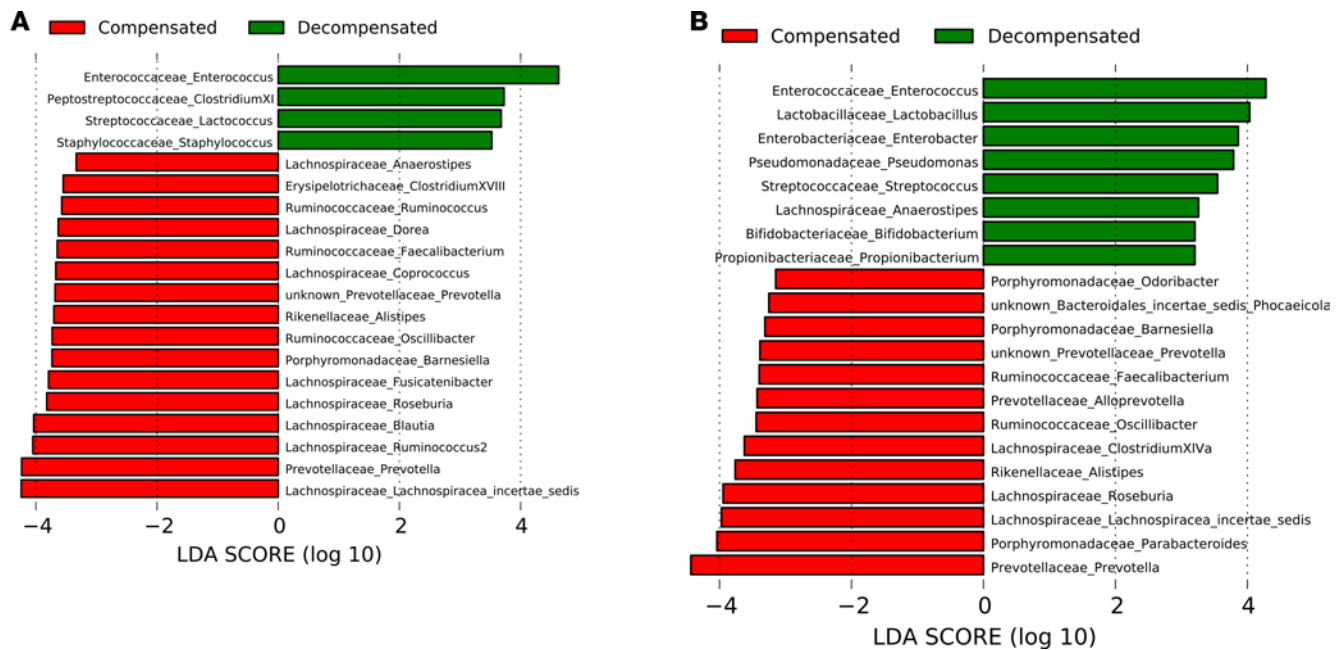 A
Compensated
Decompensated
Enterococcaceae_Enterococcus
Peptostreptococcaceae_ClostridiumXI
Streptococcaceae_Lactococcus
Staphylococcaceae_Staphylococcus
Lachnospiraceae_Anaerostipes
Erysipelotrichaceae_ClostridiumXVIII
Ruminococcaceae_Ruminococcus
Lachnospiraceae_Dorea
Ruminococcaceae_Faecalibacterium
Lachnospiraceae_Coprococcus
unknown_Prevotellaceae_Prevotella
Rikenellaceae_Alistipes
Ruminococcaceae_Oscillibacter
Porphyromonadaceae_Barnesiella
Lachnospiraceae_Fusicatenibacter
Lachnospiraceae_Roseburia
Lachnospiraceae_Blautia
Lachnospiraceae_Ruminococcus2
Prevotellaceae_Prevotella
Lachnospiraceae_Lachnospiracea_incertae_sedis
−4 −2 0 2 4
LDA SCORE (log 10)
B
Compensated
Decompensated
Enterococcaceae_Enterococcus
Lactobacillaceae_Lactobacillus
Enterobacteriaceae_Enterobacter
Pseudomonadaceae_Pseudomonas
Streptococcaceae_Streptococcus
Lachnospiraceae_Anaerostipes
Bifidobacteriaceae_Bifidobacterium
Propionibacteriaceae_Propionibacterium
Porphyromonadaceae_Odoribacter
unknown_Bacteroidales_incertae_sedis_Phocaeicola
Porphyromonadaceae_Barnesiella
unknown_Prevotellaceae_Prevotella
Ruminococcaceae_Faecalibacterium
Prevotellaceae_Alloprevotella
Ruminococcaceae_Oscillibacter
Lachnospiraceae_ClostridiumXIVa
Rikenellaceae_Alistipes
Lachnospiraceae_Roseburia
Lachnospiraceae_Lachnospiracea_incertae_sedis
Porphyromonadaceae_Parabacteroides
Prevotellaceae_Prevotella
−4 −2 0 2 4
LDA SCORE (log 10)